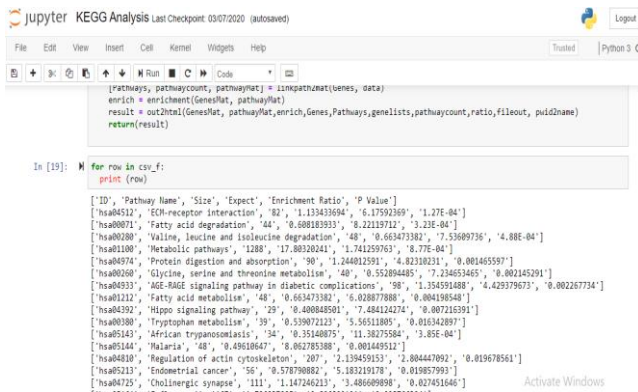 jupyter KEGG Analysis Last Checkpoint: 03/07/2020 (autosaved)
Logout
File Edit View Insert Cell Kernel Widgets Help Trusted Python 3
Run Code
[Pathways, pathwaycount, pathwayMat] = linkpath2mat(Genes, data)
enrich = enrichment(GenesMat, pathwayMat)
result = out2html(GenesMat, pathwayMat,enrich,Genes,Pathways,genelists,pathwaycount,ratio,fileout, pwid2name)
return(result)
In [19]: for row in csv_f:
print (row)
['ID', 'Pathway Name', 'Size', 'Expect', 'Enrichment Ratio', 'P Value']
['hsa04512', 'ECM-receptor interaction', '82', '1.133433694', '6.17592369', '1.27E-04']
['hsa00071', 'Fatty acid degradation', '44', '0.608183933', '8.22119712', '3.23E-04']
['hsa00280', 'Valine, leucine and isoleucine degradation', '48', '0.663473382', '7.53609736', '4.88E-04']
['hsa01100', 'Metabolic pathways', '1288', '17.80320241', '1.741259763', '8.77E-04']
['hsa04974', 'Protein digestion and absorption', '90', '1.244012591', '4.82310231', '0.001465597']
['hsa00260', 'Glycine, serine and threonine metabolism', '40', '0.552894485', '7.234653465', '0.002145291']
['hsa04933', 'AGE-RAGE signaling pathway in diabetic complications', '98', '1.354591488', '4.429379673', '0.002267734']
['hsa01212', 'Fatty acid metabolism', '48', '0.663473382', '6.028877888', '0.004198548']
['hsa04392', 'Hippo signaling pathway', '29', '0.400848501', '7.484124274', '0.007216391']
['hsa00380', 'Tryptophan metabolism', '39', '0.539072123', '5.56511805', '0.016342897']
['hsa05143', 'African trypanosomiasis', '34', '0.35140875', '11.38275584', '3.85E-04']
['hsa05144', 'Malaria', '48', '0.49610647', '8.062785388', '0.001449512']
['hsa04810', 'Regulation of actin cytoskeleton', '207', '2.139459153', '2.804447092', '0.019678561']
['hsa05213', 'Endometrial cancer', '56', '0.578790882', '5.183219178', '0.019857993']
['hsa04725', 'Cholinergic synapse', '111', '1.147246213', '3.486609898', '0.027451646']
Activate Windows